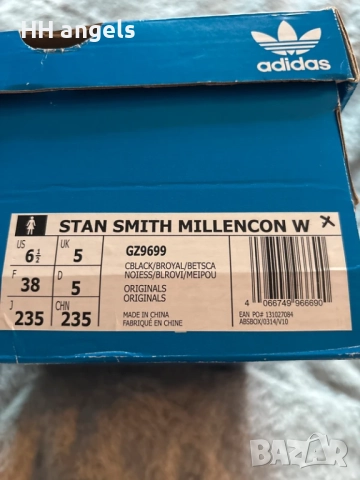 HH angels
adidas
STAN SMITH MILLENCON W
X
US 6½ UK 5
F 38 D 5
J 235 CHN 235
GZ9699
CBLACK/BROYAL/BETSCA
NOIESS/BLROVI/MEIPOU
ORIGINALS
ORIGINALS
MADE IN CHINA
FABRIQUÉ EN CHINE
4 066749 966690
EAN PO# 131027084
ABSBOX/0314/V10
BAZAR